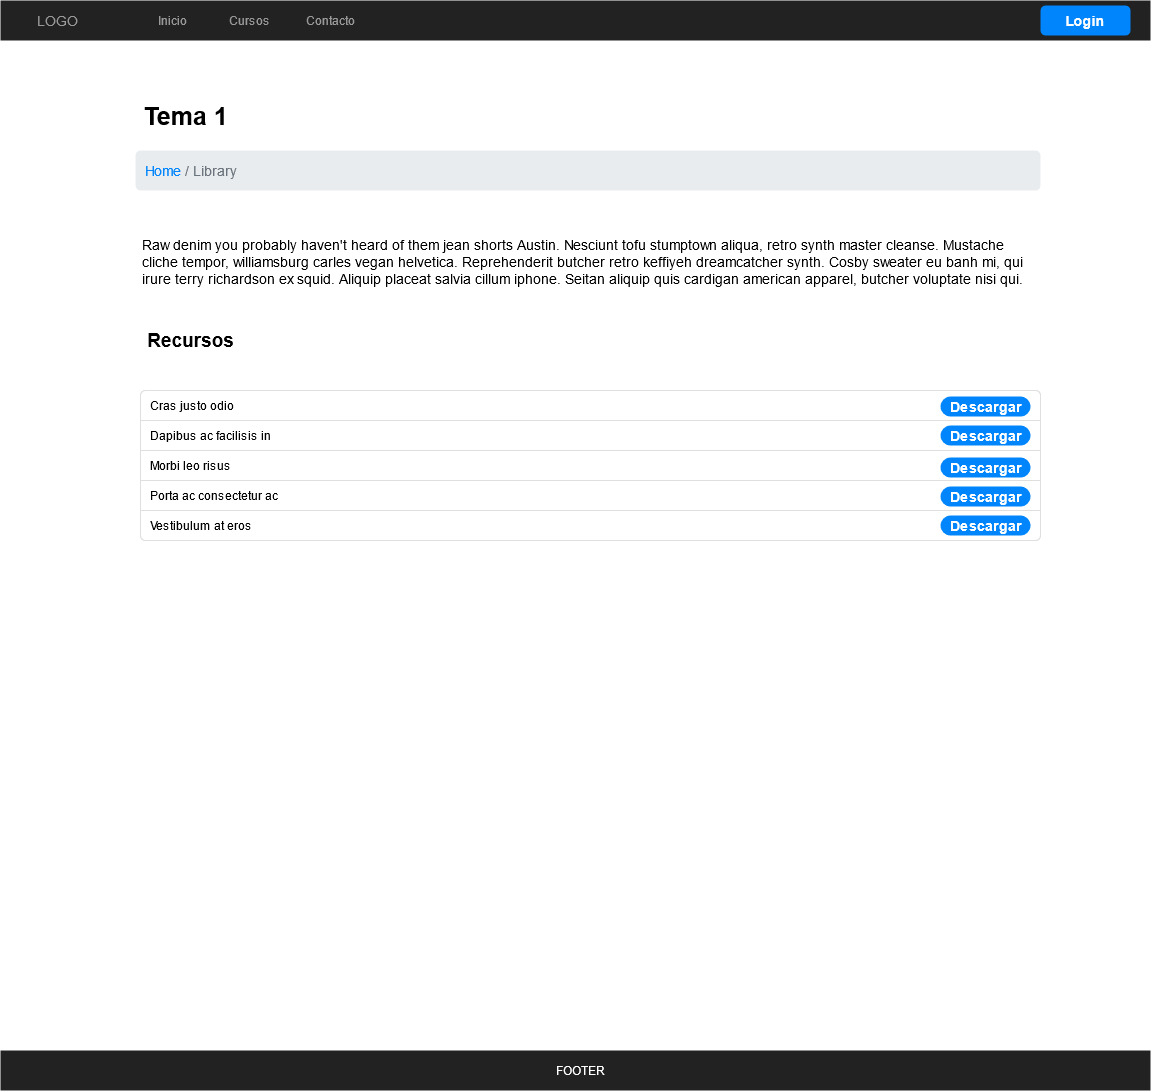 LOGO Inicio Cursos Contacto Login
Tema 1
Home / Library
Raw denim you probably haven't heard of them jean shorts Austin. Nesciunt tofu stumptown aliqua, retro synth master cleanse. Mustache
cliche tempor, williamsburg carles vegan helvetica. Reprehenderit butcher retro keffiyeh dreamcatcher synth. Cosby sweater eu banh mi, qui
irure terry richardson ex squid. Aliquip placeat salvia cillum iphone. Seitan aliquip quis cardigan american apparel, butcher voluptate nisi qui.
Recursos
Cras justo odio Descargar
Dapibus ac facilisis in Descargar
Morbi leo risus Descargar
Porta ac consectetur ac Descargar
Vestibulum at eros Descargar
FOOTER